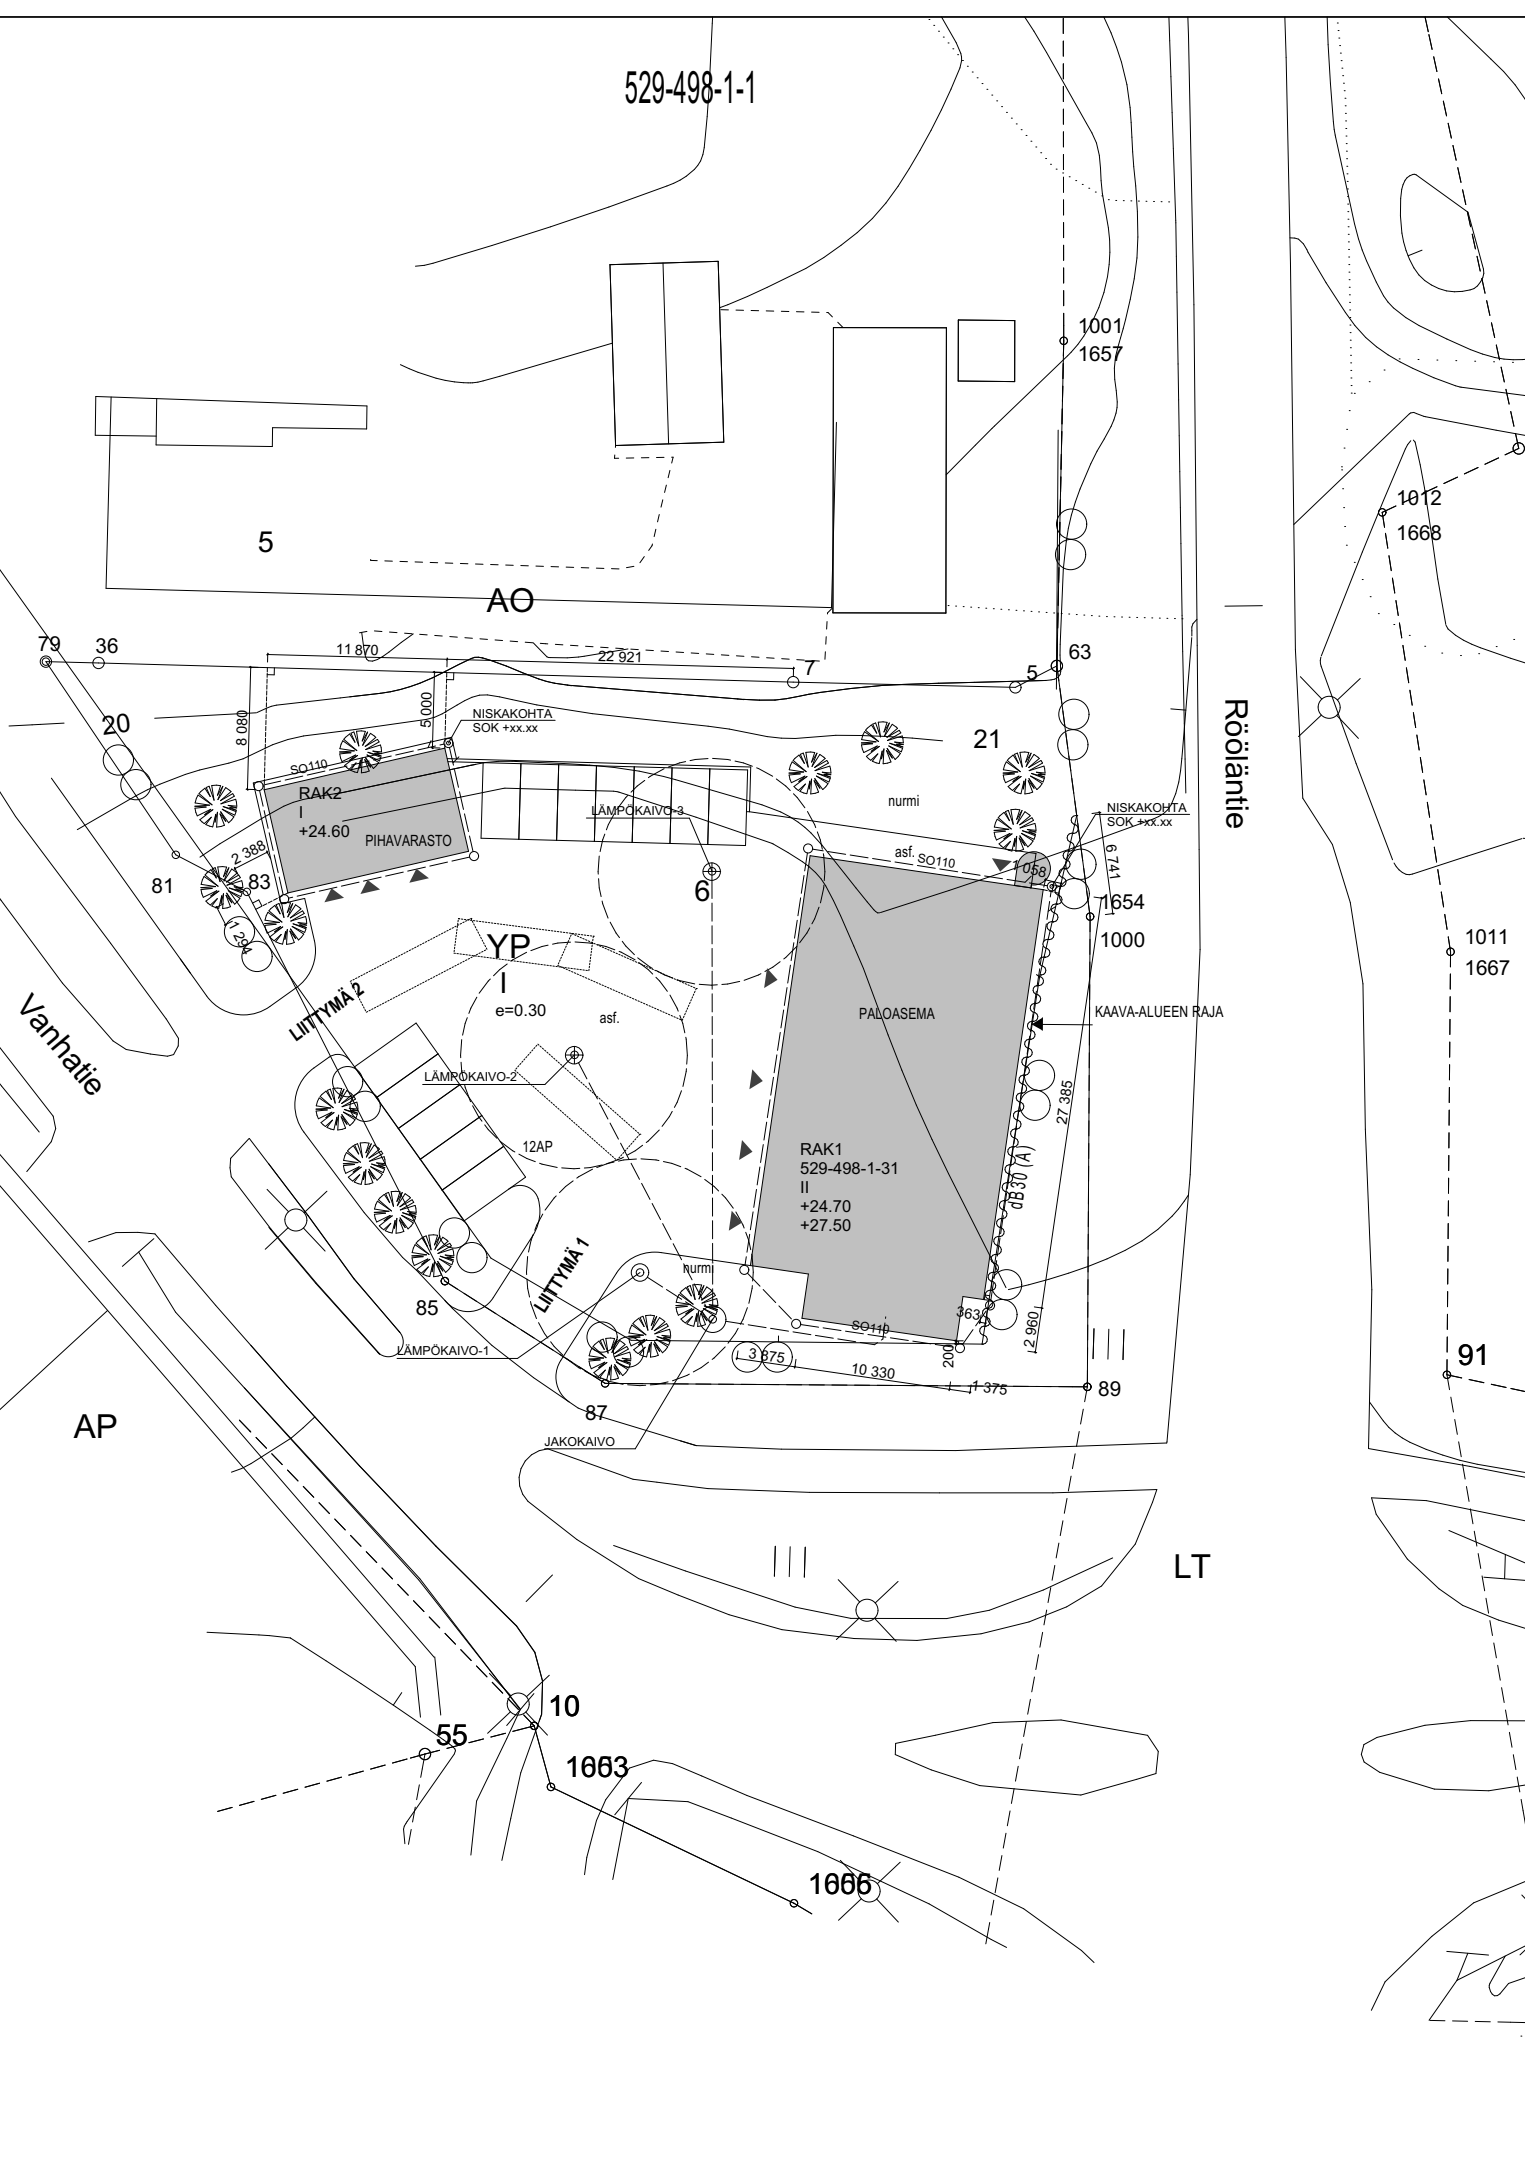 529-498-1-1
1001
1657
1012
1668
5
AO
79
36
11 870
22 921
7
5
63
20
8 080
5 000
NISKAKOHTA
SOK +xx.xx
21
Rööläntie
SO110
RAK2
I
+24.60
PIHAVARASTO
LÄMPÖKAIVO-3
nurmi
NISKAKOHTA
SOK +xx.xx
asf.
SO110
1 058
6 741
2 388
81
83
6
1654
1000
1 294
YP
I
e=0.30
asf.
1011
1667
LIITTYMÄ 2
PALOASEMA
KAAVA-ALUEEN RAJA
Vanhatie
LÄMPÖKAIVO-2
27 385
12AP
RAK1
529-498-1-31
II
+24.70
+27.50
dB30 (A)
LIITTYMÄ 1
nurmi
85
363
SO110
2 960
LÄMPÖKAIVO-1
3 875
10 330
200
1 375
89
91
87
AP
JAKOKAIVO
LT
10
55